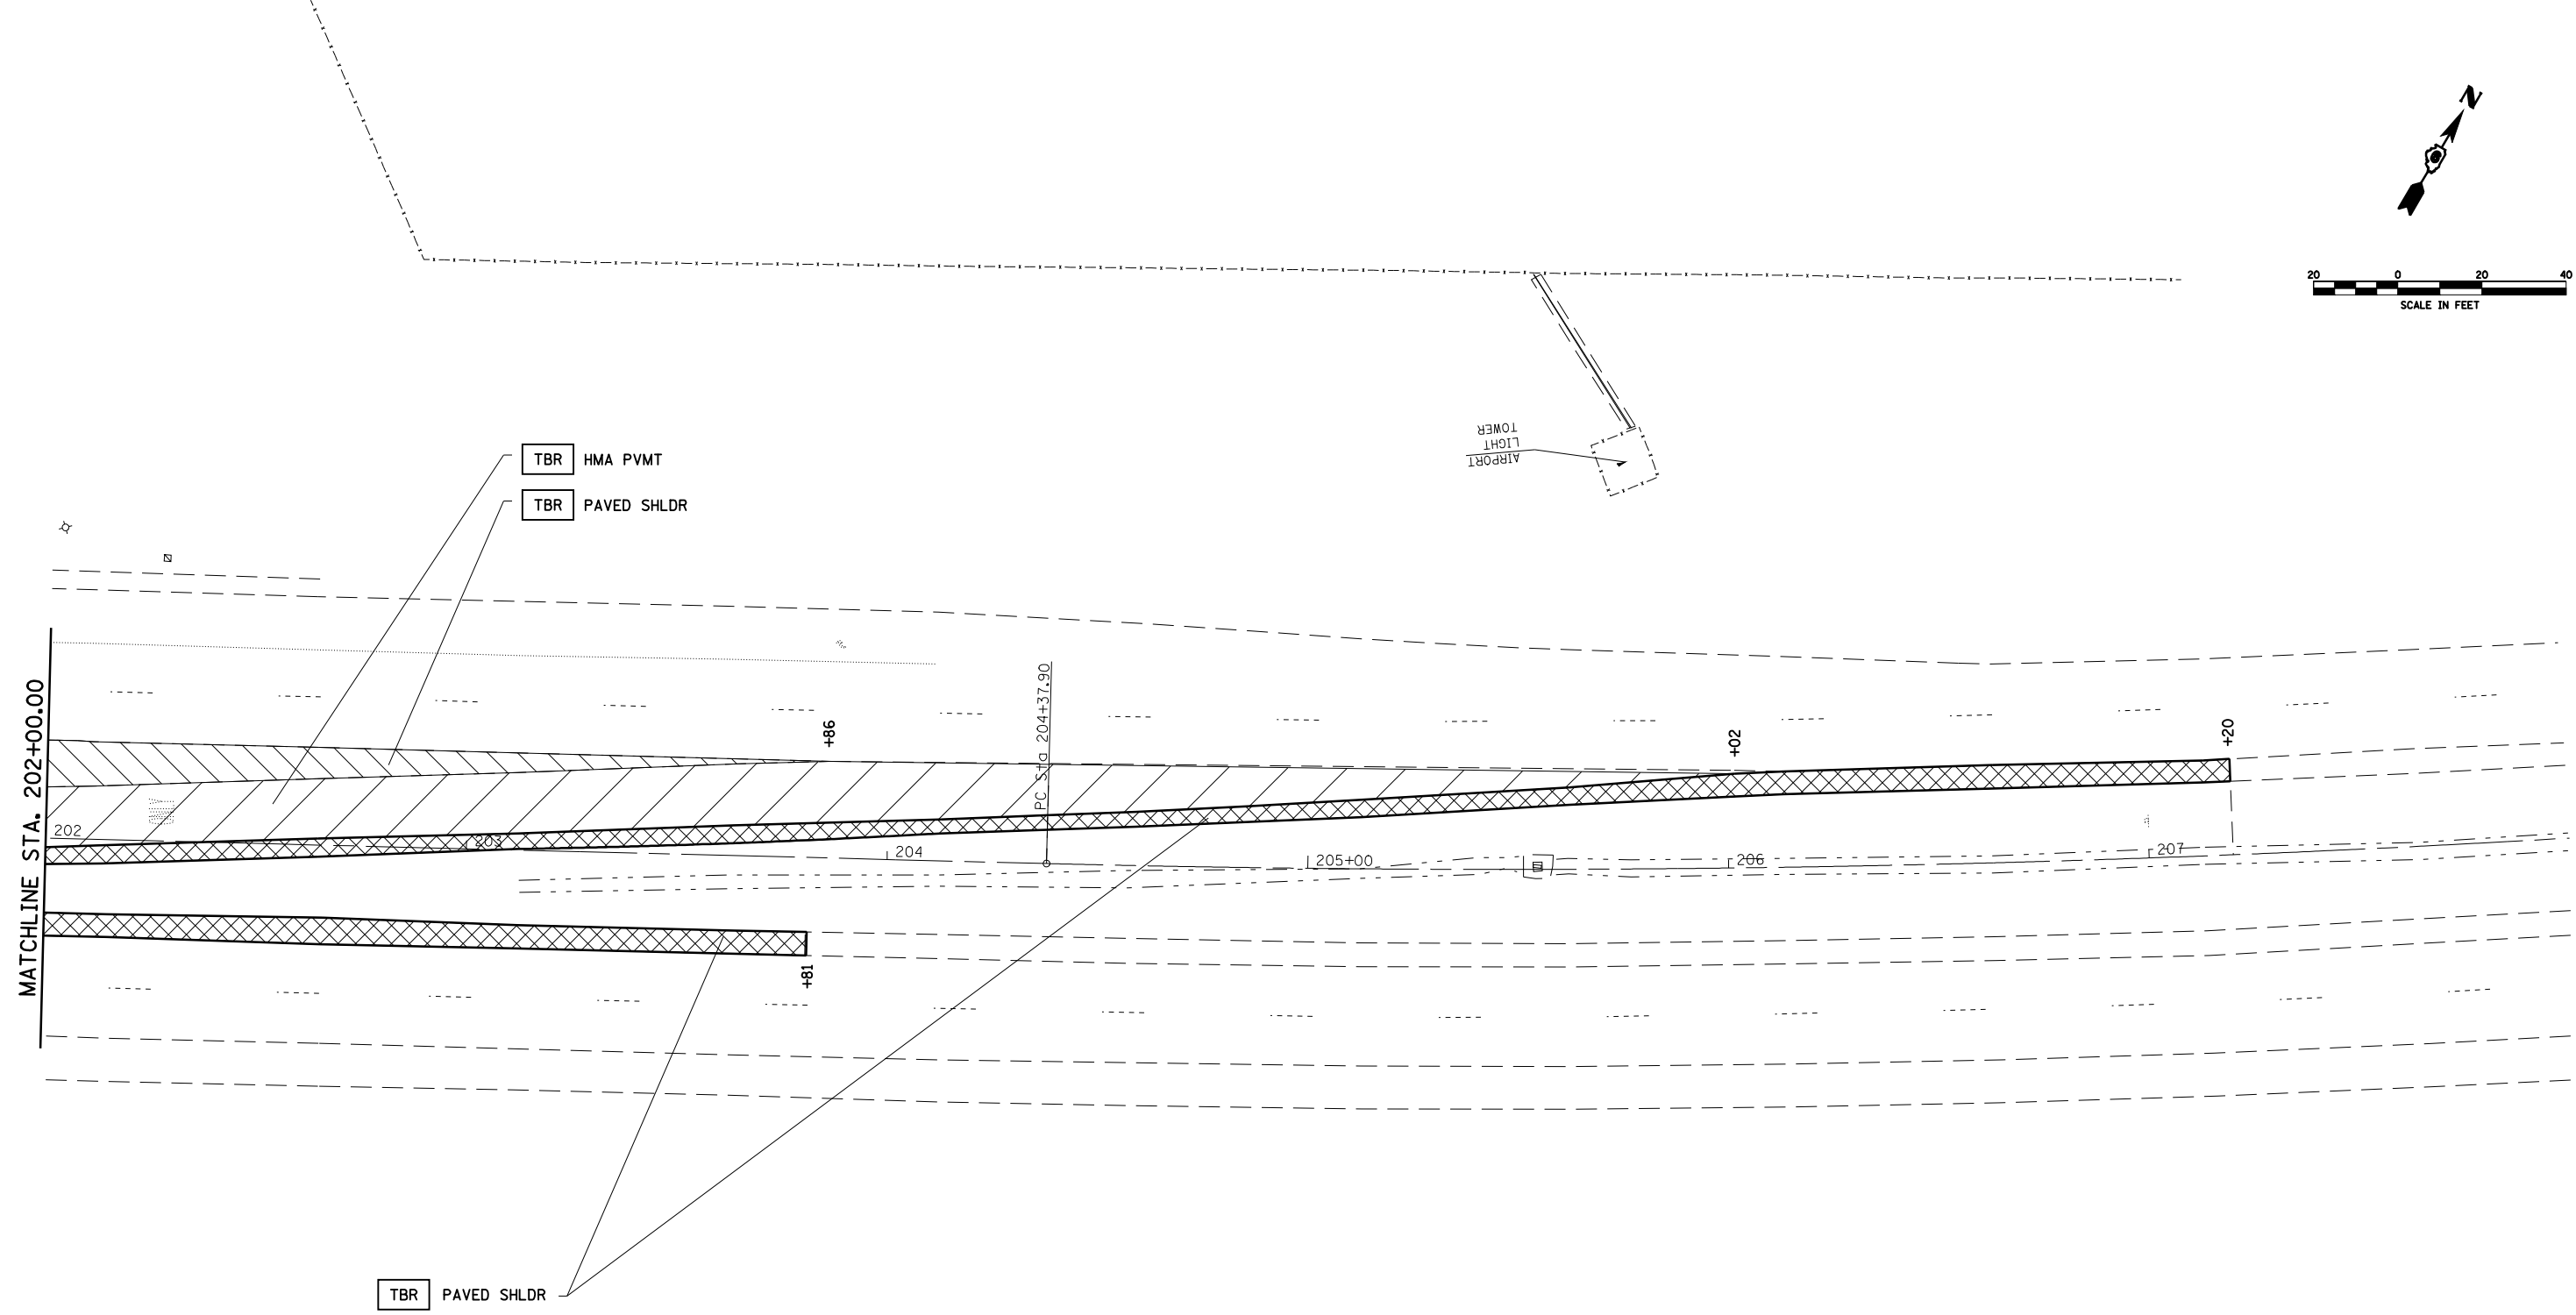 N
20 0 20 40
SCALE IN FEET
AIRPORT
LIGHT
TOWER
TBR HMA PVMT
TBR PAVED SHLDR
MATCHLINE STA. 202+00.00
PC Sta 204+37.90
+86
+02
+20
202
203
204
205+00
206
207
+81
TBR PAVED SHLDR